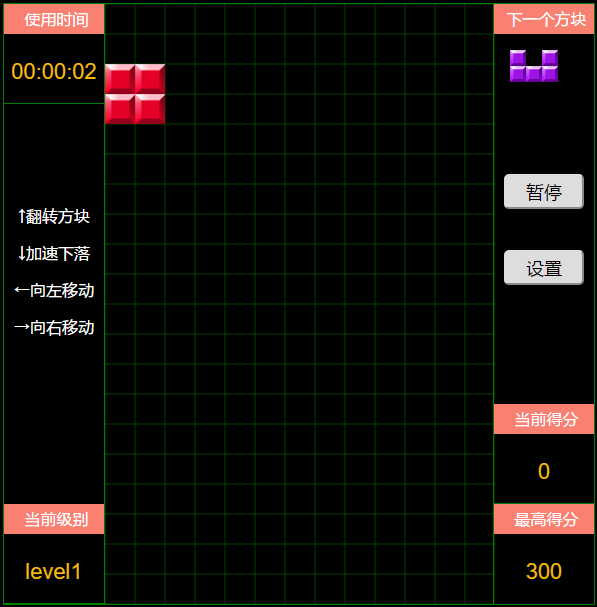 使用时间
00:00:02
↑翻转方块
↓加速下落
←向左移动
→向右移动
当前级别
level1
下一个方块
暂停
设置
当前得分
0
最高得分
300